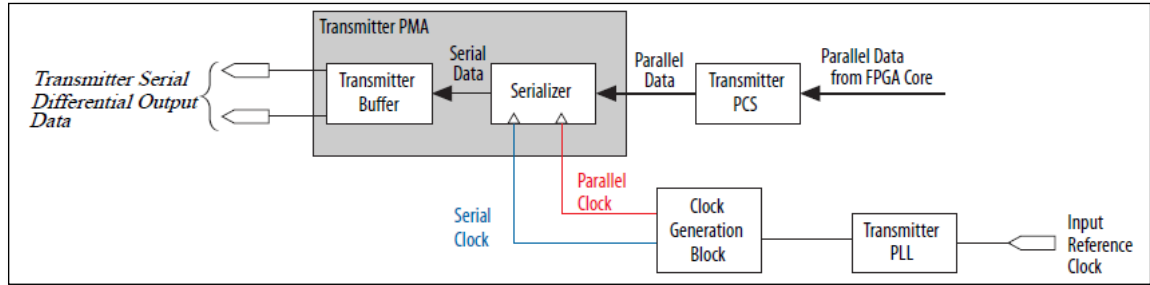 Transmitter PMA
Transmitter Serial
Differential Output
Data
Transmitter
Buffer
Serial
Data
Serializer
Parallel
Data
Transmitter
PCS
Parallel Data
from FPGA Core
Parallel
Clock
Serial
Clock
Clock
Generation
Block
Transmitter
PLL
Input
Reference
Clock